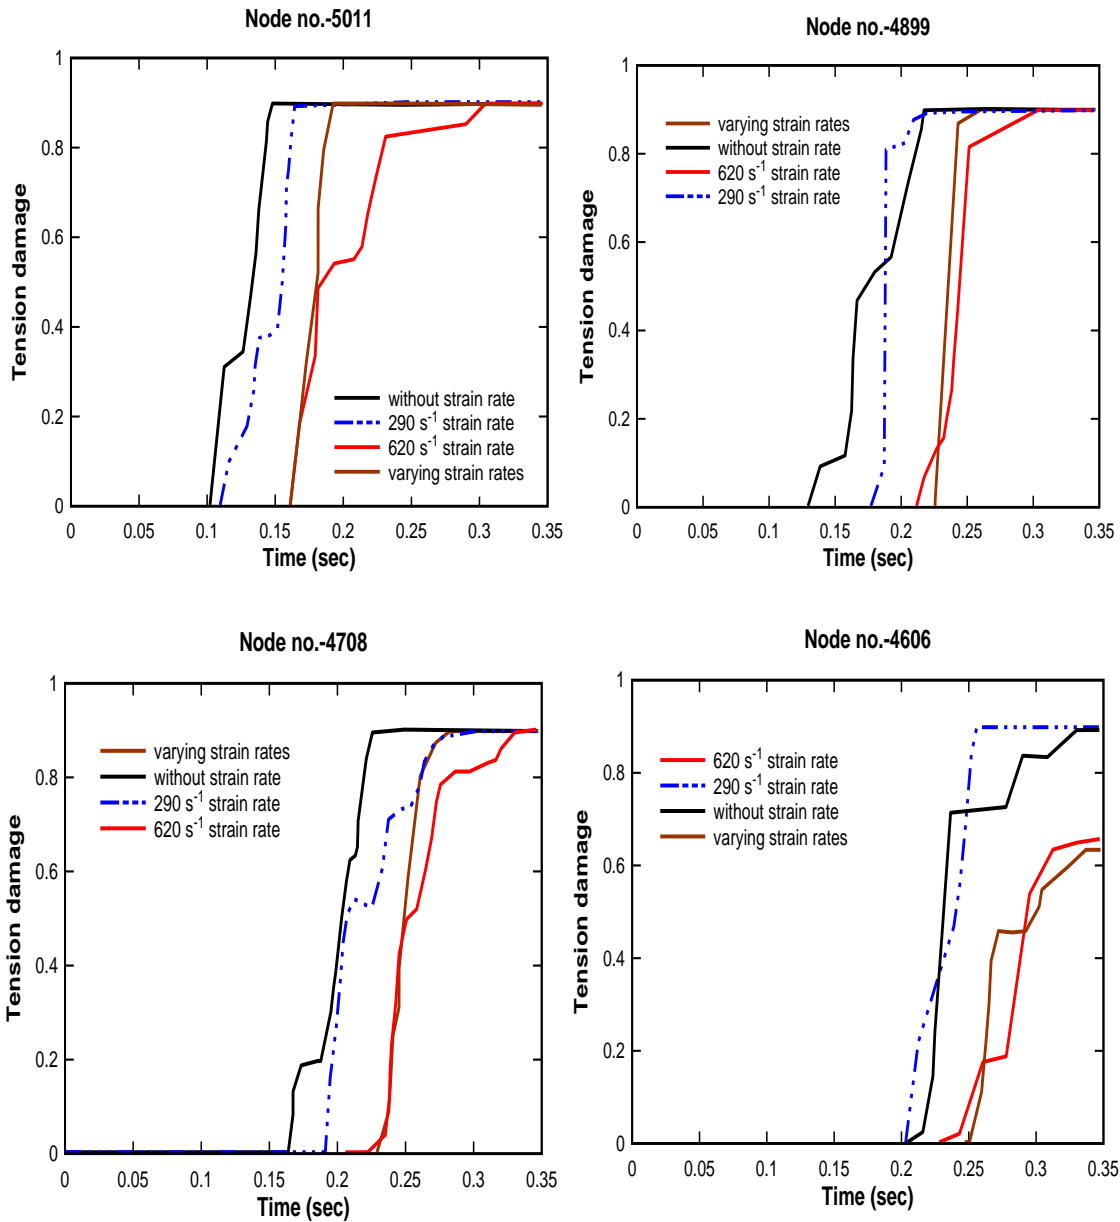 Node no.-5011
1
0.8
0.6
0.4
0.2
0
Tension damage
without strain rate
290 s-1 strain rate
620 s-1 strain rate
varying strain rates
0 0.05 0.1 0.15 0.2 0.25 0.3 0.35
Time (sec)
Node no.-4899
1
0.8
0.6
0.4
0.2
0
Tension damage
varying strain rates
without strain rate
620 s-1 strain rate
290 s-1 strain rate
0 0.05 0.1 0.15 0.2 0.25 0.3 0.35
Time (sec)
Node no.-4708
1
0.8
0.6
0.4
0.2
0
Tension damage
varying strain rates
without strain rate
290 s-1 strain rate
620 s-1 strain rate
0 0.05 0.1 0.15 0.2 0.25 0.3 0.35
Time (sec)
Node no.-4606
1
0.8
0.6
0.4
0.2
0
Tension damage
620 s-1 strain rate
290 s-1 strain rate
without strain rate
varying strain rates
0 0.05 0.1 0.15 0.2 0.25 0.3 0.35
Time (sec)